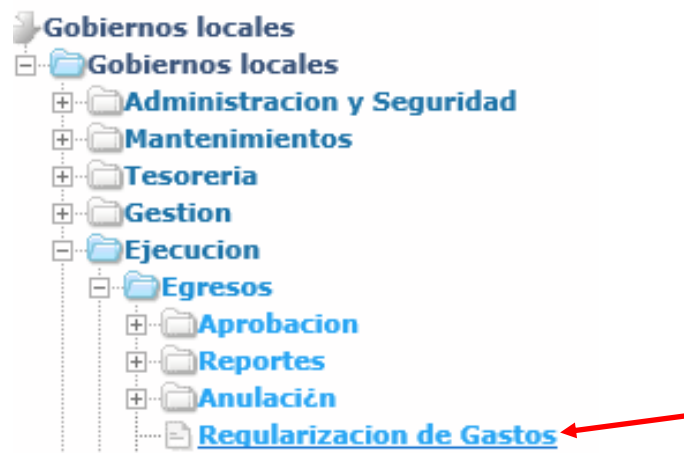 Gobiernos locales
Gobiernos locales
Administracion y Seguridad
Mantenimientos
Tesoreria
Gestion
Ejecucion
Egresos
Aprobacion
Reportes
Anulaci¿n
Regularizacion de Gastos